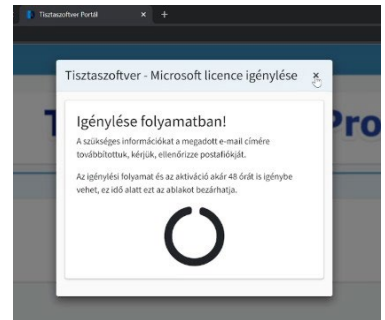 Tisztaszoftver Portál
Tisztaszoftver - Microsoft licence igénylése
Igénylése folyamatban!
A szükséges információkat a megadott e-mail címére
továbbítottuk, kérjük, ellenőrizze postafiókját.
Az igénylési folyamat és az aktiváció akár 48 órát is igénybe
vehet, ez idő alatt ezt az ablakot bezárhatja.